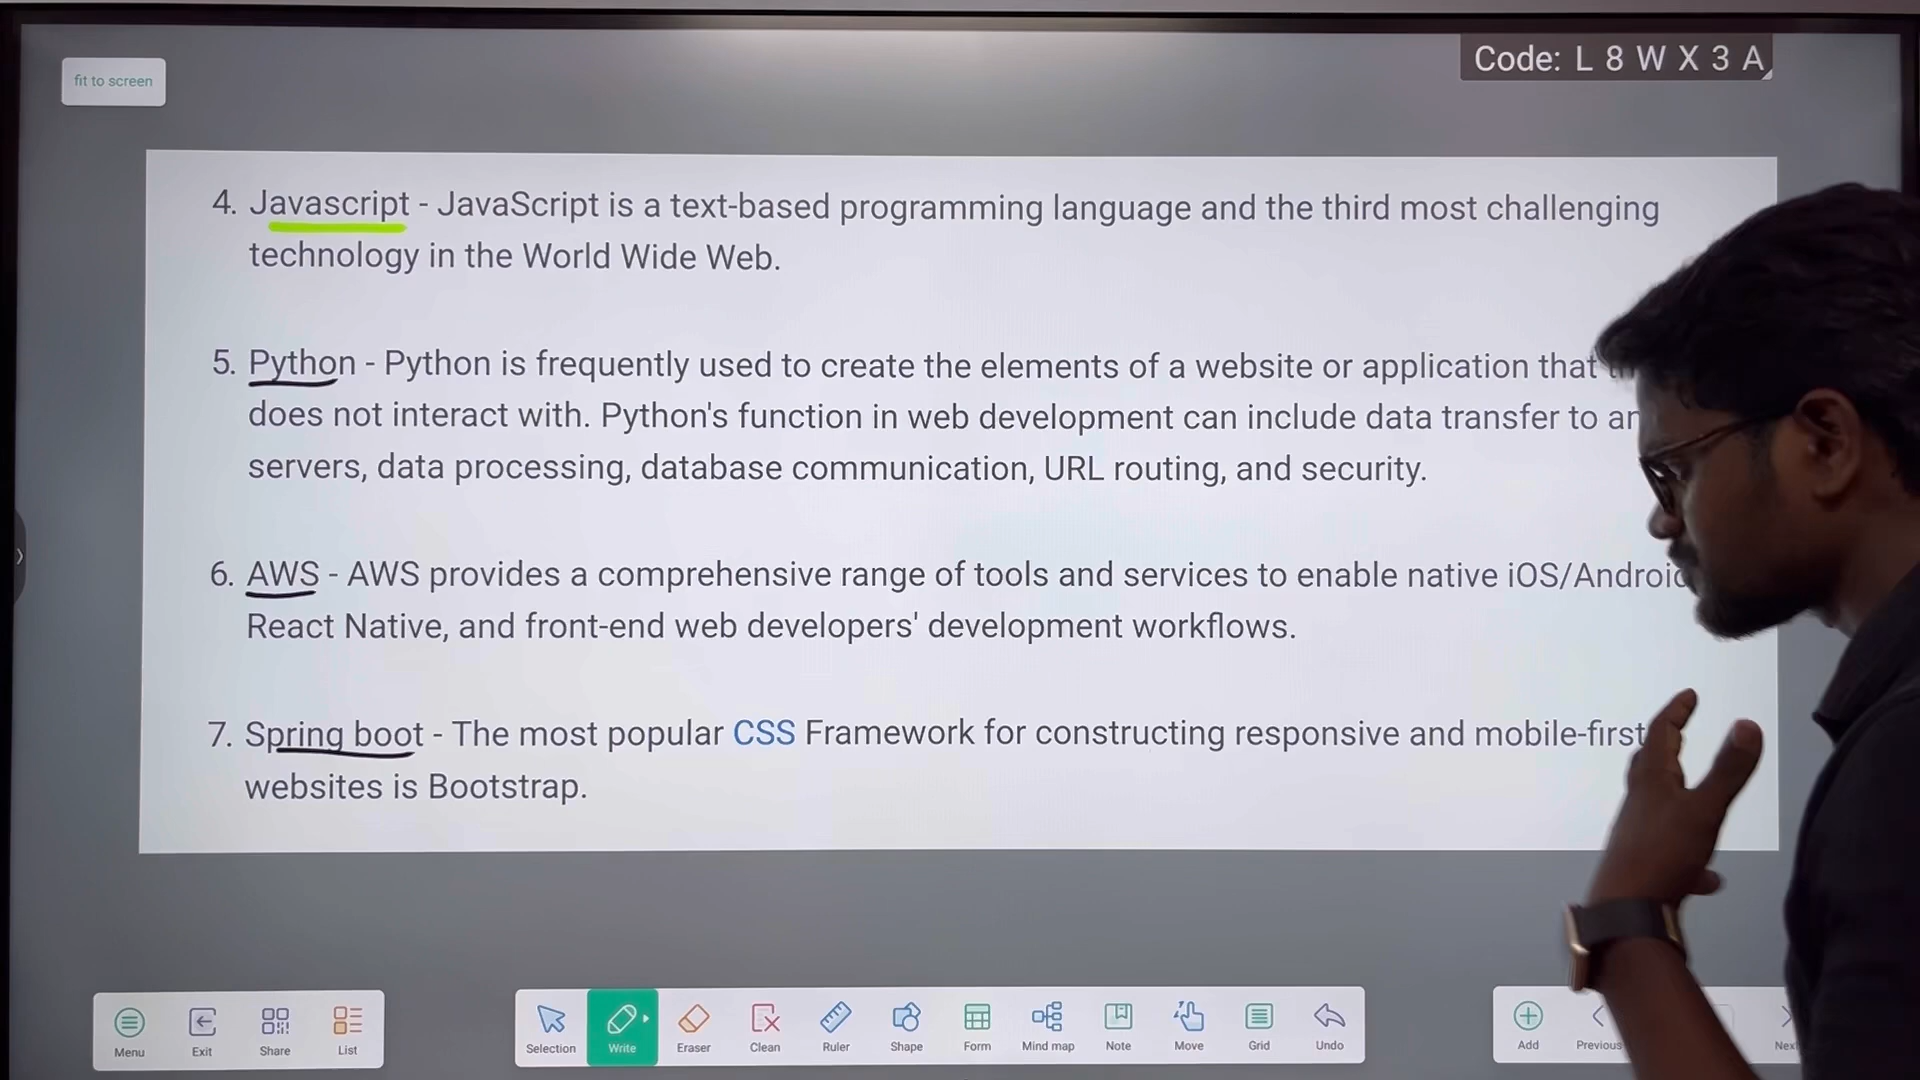 fit to screen
Code: L 8 W X 3 A
4. Javascript - JavaScript is a text-based programming language and the third most challenging
technology in the World Wide Web.
5. Python - Python is frequently used to create the elements of a website or application that
does not interact with. Python's function in web development can include data transfer to
servers, data processing, database communication, URL routing, and security.
6. AWS - AWS provides a comprehensive range of tools and services to enable native iOS/Android
React Native, and front-end web developers' development workflows.
7. Spring boot - The most popular CSS Framework for constructing responsive and mobile-first
websites is Bootstrap.
Menu Exit Share List Selection Write Eraser Clean Ruler Shape Form Mind map Note Move Grid Undo Add Previous